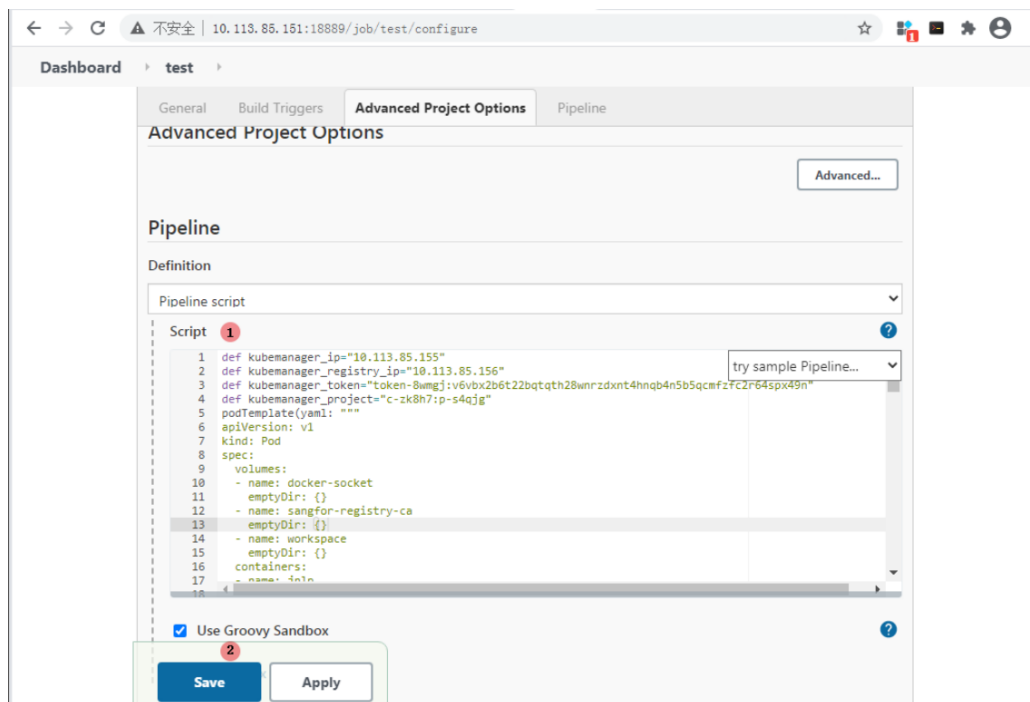 不安全 | 10.113.85.151:18889/job/test/configure
1
Dashboard test
General Build Triggers Advanced Project Options Pipeline
Advanced Project Options
Advanced...
Pipeline
Definition
Pipeline script
Script 1
try sample Pipeline...
1 def kubemanager_ip="10.113.85.155"
2 def kubemanager_registry_ip="10.113.85.156"
3 def kubemanager_token="token-8wmgj:v6vbx2b6t22bqtqth28wnrzdxnt4hnqb4n5b5qcmfzfc2r64spx49n"
4 def kubemanager_project="c-zk8h7:p-s4qjg"
5 podTemplate(yaml: """
6 apiVersion: v1
7 kind: Pod
8 spec:
9 volumes:
10 - name: docker-socket
11 emptyDir: {}
12 - name: sangfor-registry-ca
13 emptyDir: {}
14 - name: workspace
15 emptyDir: {}
16 containers:
17 - name: jnlp
18
Use Groovy Sandbox
2
Save Apply